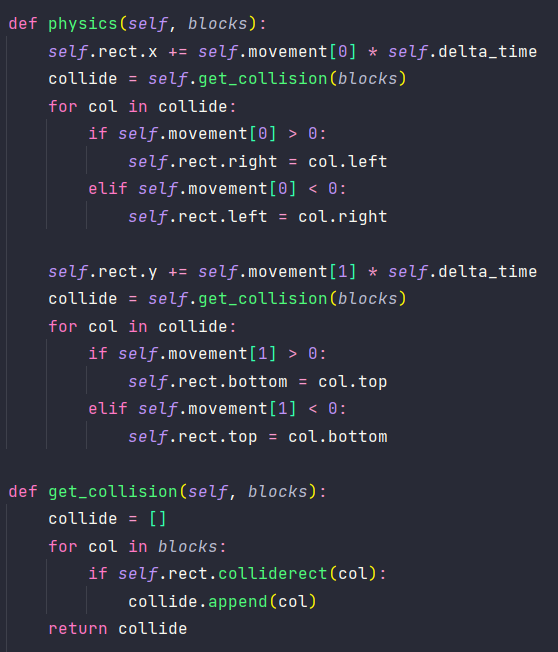 def physics(self, blocks):
    self.rect.x += self.movement[0] * self.delta_time
    collide = self.get_collision(blocks)
    for col in collide:
        if self.movement[0] > 0:
            self.rect.right = col.left
        elif self.movement[0] < 0:
            self.rect.left = col.right

    self.rect.y += self.movement[1] * self.delta_time
    collide = self.get_collision(blocks)
    for col in collide:
        if self.movement[1] > 0:
            self.rect.bottom = col.top
        elif self.movement[1] < 0:
            self.rect.top = col.bottom

def get_collision(self, blocks):
    collide = []
    for col in blocks:
        if self.rect.colliderect(col):
            collide.append(col)
    return collide